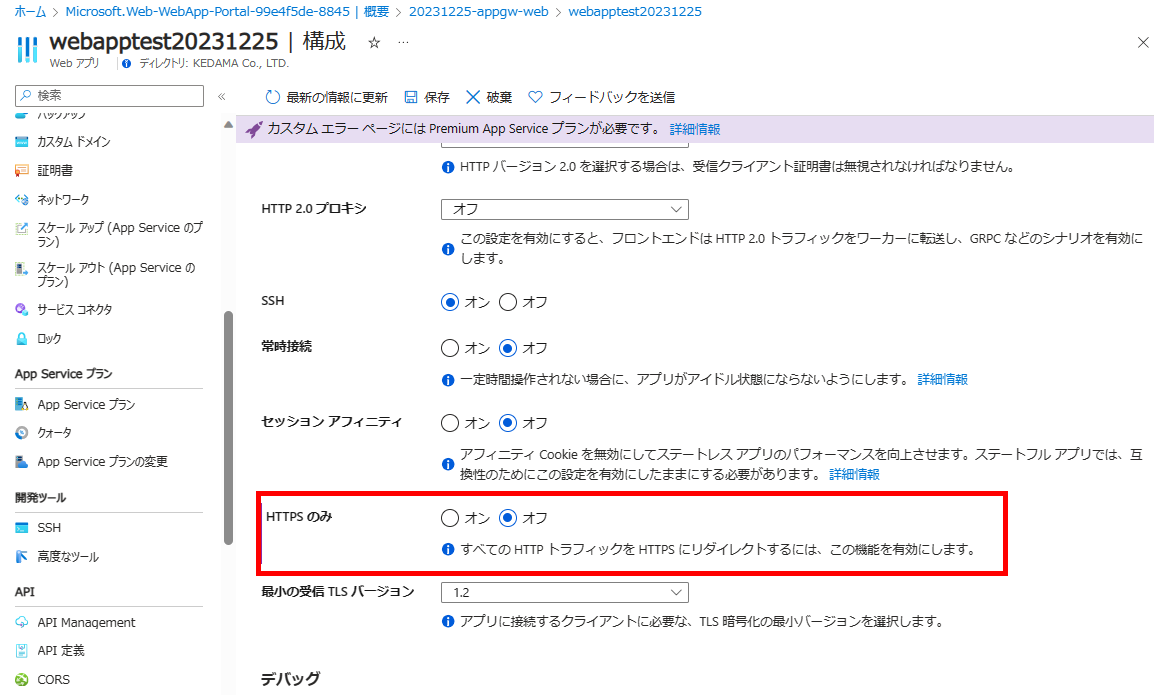 ホーム > Microsoft.Web-WebApp-Portal-99e4f5de-8845 | 概要 > 20231225-appgw-web > webapptest20231225
webapptest20231225 | 構成 ☆ …
Web アプリ ディレクトリ: KEDAMA Co., LTD.
検索
«
最新の情報に更新 保存 破棄 フィードバックを送信
バックアップ
カスタム ドメイン
証明書
ネットワーク
スケール アップ (App Service のプ
ラン)
スケール アウト (App Service の
プラン)
サービス コネクタ
ロック
App Service プラン
App Service プラン
クォータ
App Service プランの変更
開発ツール
SSH
高度なツール
API
API Management
API 定義
CORS
カスタム エラー ページには Premium App Service プランが必要です。 詳細情報
HTTP バージョン 2.0 を選択する場合は、受信クライアント証明書は無視されなければなりません。
HTTP 2.0 プロキシ
オフ
この設定を有効にすると、フロントエンドは HTTP 2.0 トラフィックをワーカーに転送し、GRPC などのシナリオを有効に
します。
SSH
オン オフ
常時接続
オン オフ
一定時間操作されない場合に、アプリがアイドル状態にならないようにします。 詳細情報
セッション アフィニティ
オン オフ
アフィニティ Cookie を無効にしてステートレス アプリのパフォーマンスを向上させます。ステートフル アプリでは、互
換性のためにこの設定を有効にしたままにする必要があります。 詳細情報
HTTPS のみ
オン オフ
すべての HTTP トラフィックを HTTPS にリダイレクトするには、この機能を有効にします。
最小の受信 TLS バージョン
1.2
アプリに接続するクライアントに必要な、TLS 暗号化の最小バージョンを選択します。
デバッグ